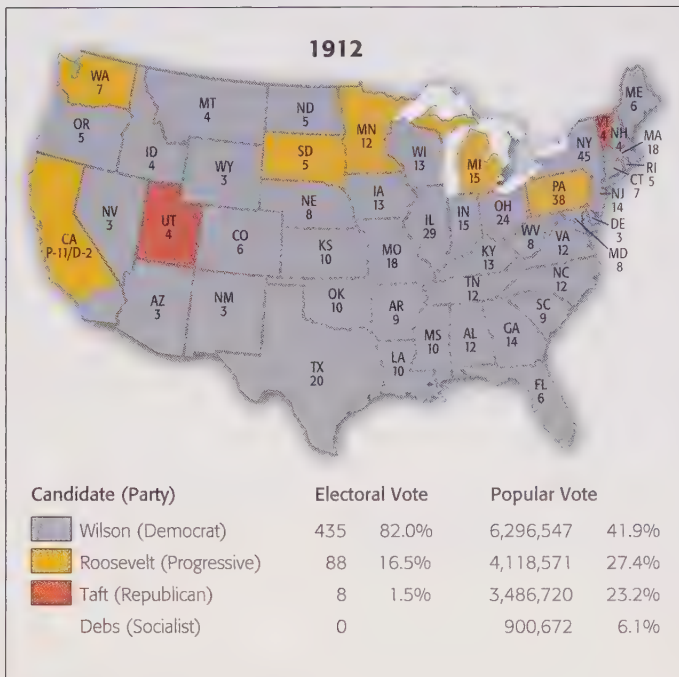 1912
WA
7
OR
5
CA
P-11/D-2
NV
3
ID
4
MT
4
WY
3
UT
4
AZ
3
CO
6
NM
3
ND
5
SD
5
NE
8
KS
10
OK
10
TX
20
MN
12
IA
13
MO
18
AR
9
LA
10
WI
13
IL
29
MI
15
IN
15
OH
24
KY
13
TN
12
MS
10
AL
12
GA
14
FL
6
SC
9
NC
12
VA
12
WV
8
PA
38
NY
45
VT
4
NH
4
ME
6
MA
18
RI
5
CT 7
NJ
14
DE
3
MD
8
Candidate (Party) Electoral Vote Popular Vote
Wilson (Democrat) 435 82.0% 6,296,547 41.9%
Roosevelt (Progressive) 88 16.5% 4,118,571 27.4%
Taft (Republican) 8 1.5% 3,486,720 23.2%
Debs (Socialist) 0 900,672 6.1%